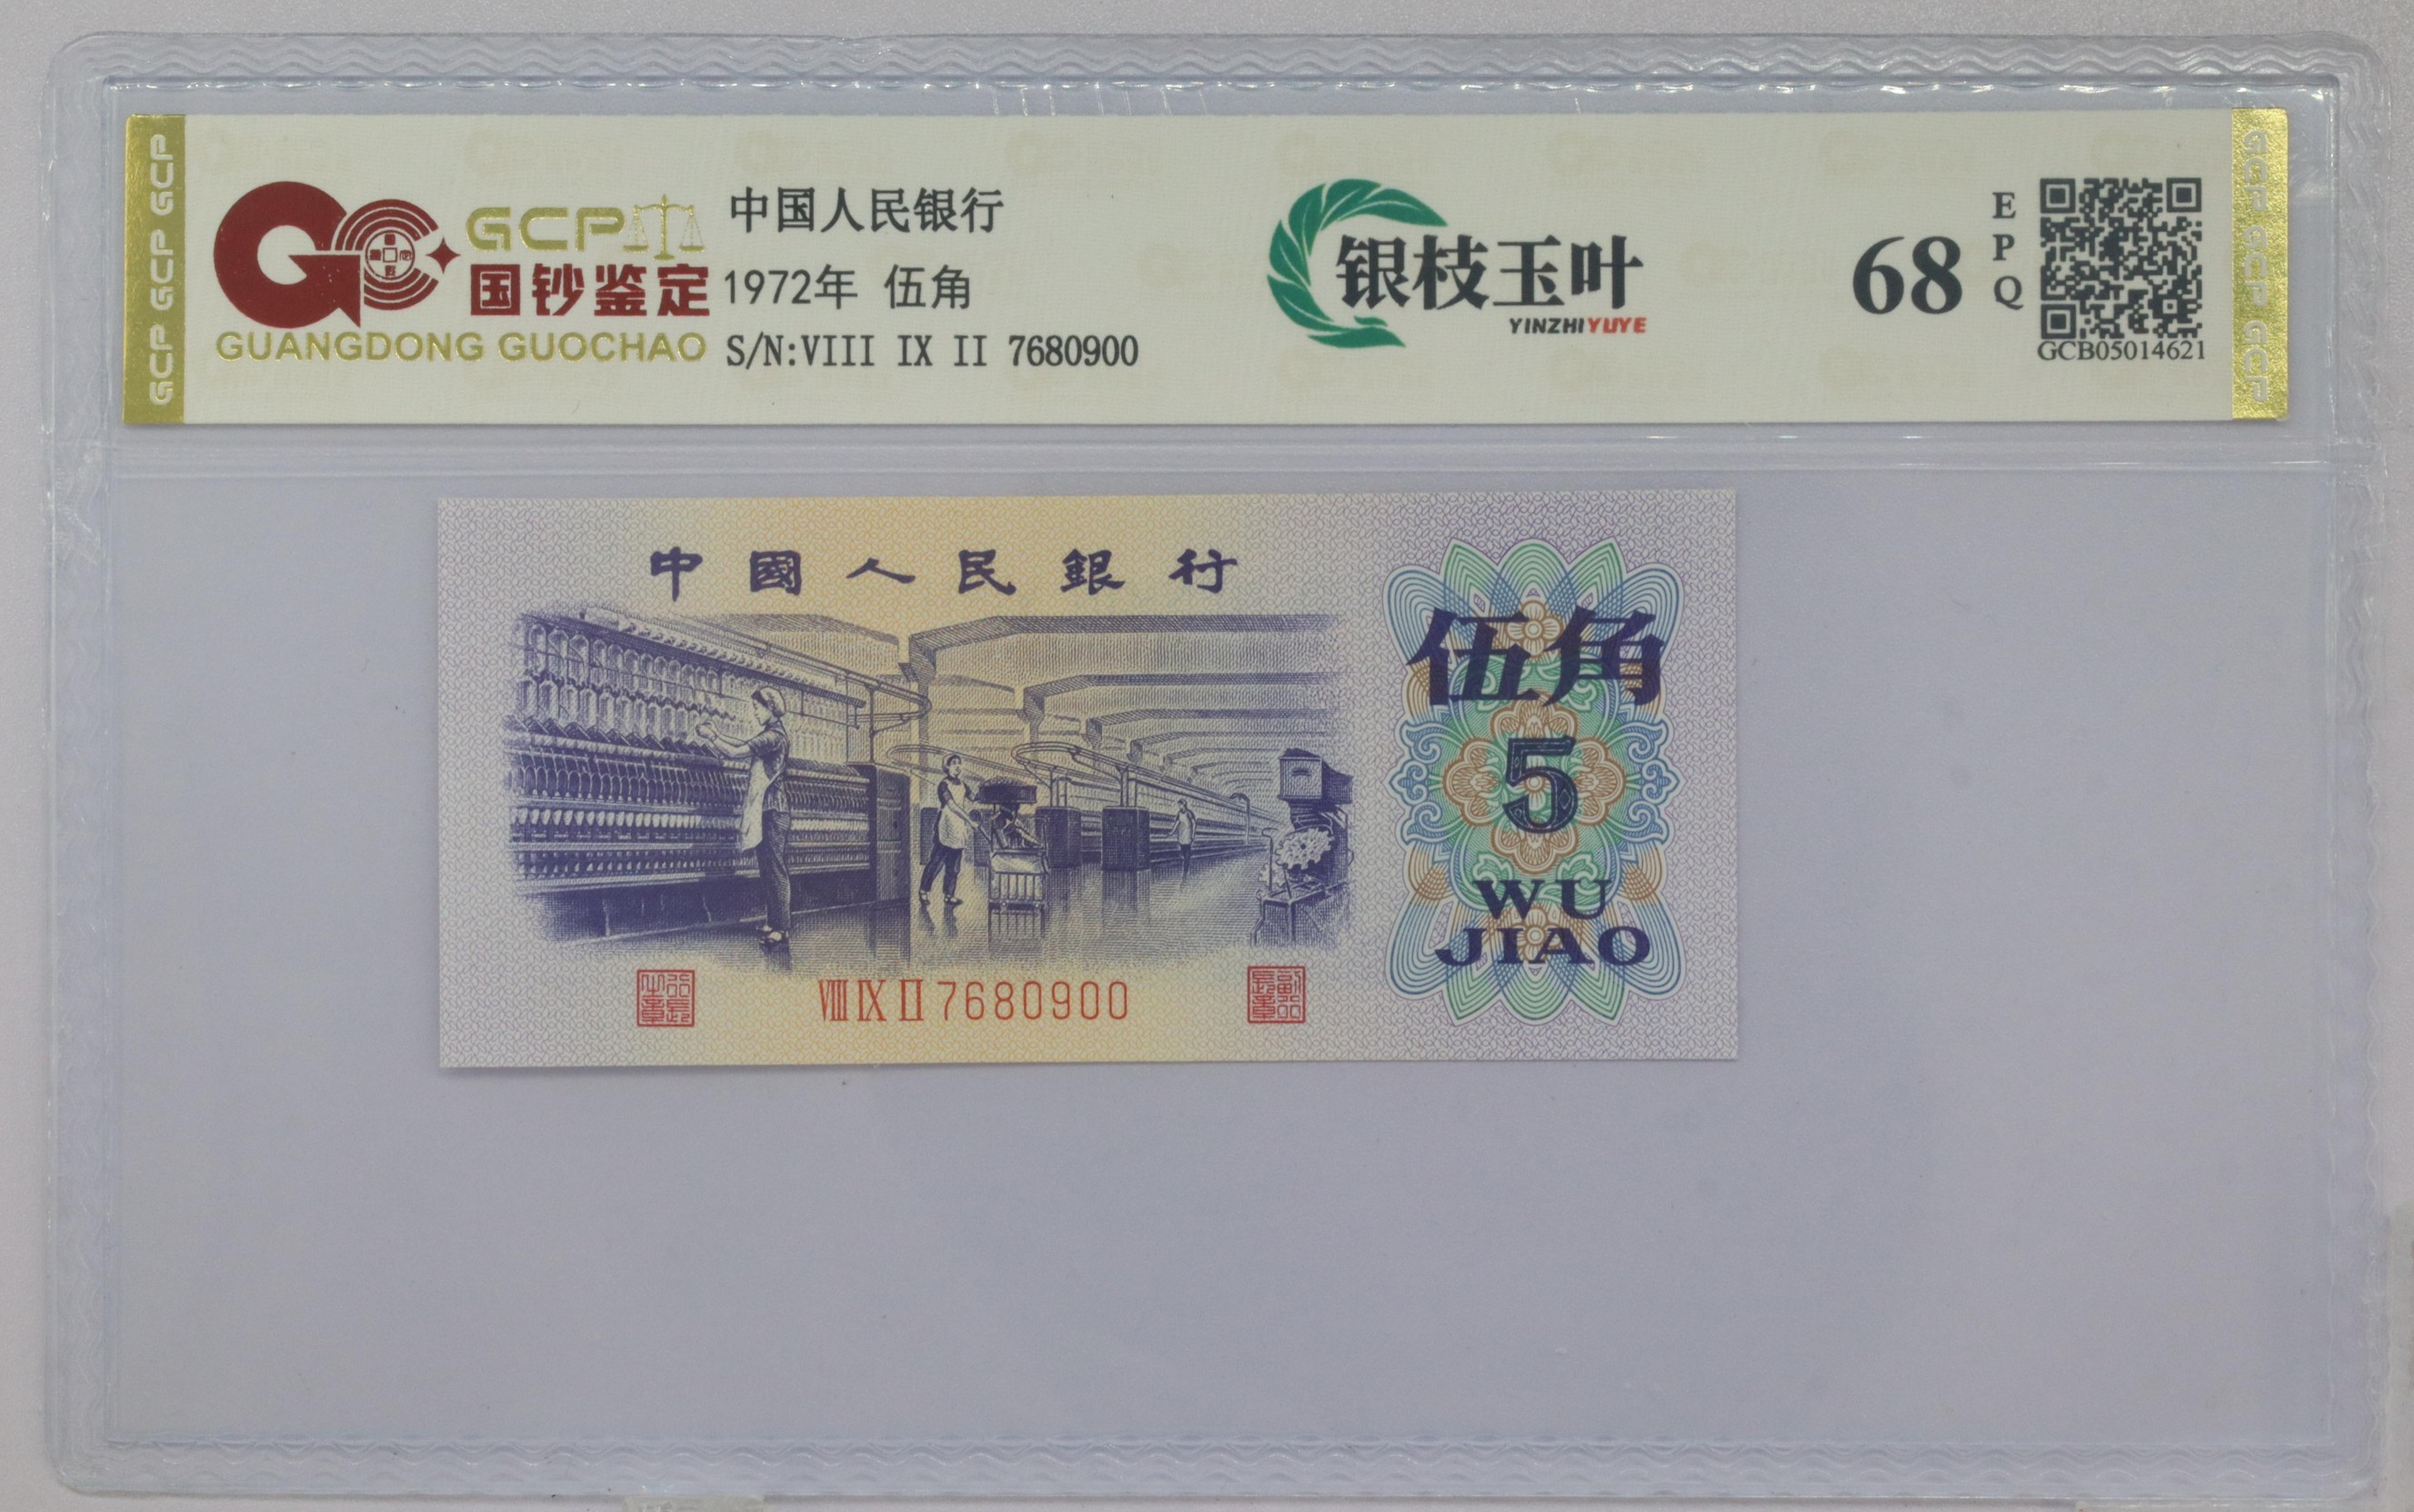 GCP GCP GCP
GCP
国钞鉴定
GUANGDONG GUOCHAO
中国人民银行
1972年 伍角
S/N:VIII IX II 7680900
银枝玉叶
YINZHIYUYE
68
EPQ
GCB05014621
GCP GCP GCP
中國人民銀行
伍角
5
WU
JIAO
VIII IX II 7680900